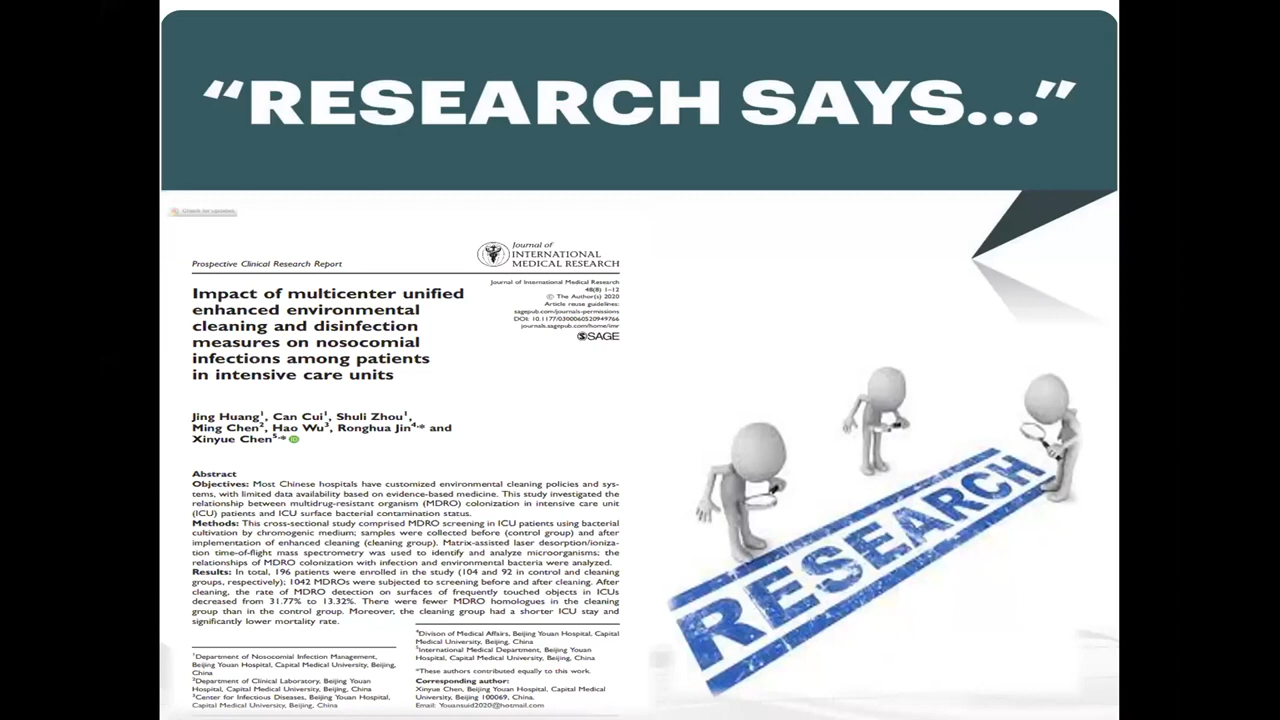 “RESEARCH SAYS...”
Check for updates
Prospective Clinical Research Report
Journal of
INTERNATIONAL
MEDICAL RESEARCH
Journal of International Medical Research
48(8) 1–12
© The Author(s) 2020
Article reuse guidelines:
sagepub.com/journals-permissions
DOI: 10.1177/0300060520949766
journals.sagepub.com/home/imr
SAGE
Impact of multicenter unified
enhanced environmental
cleaning and disinfection
measures on nosocomial
infections among patients
in intensive care units
Jing Huang1, Can Cui1, Shuli Zhou1,
Ming Chen2, Hao Wu3, Ronghua Jin4,* and
Xinyue Chen5,* iD
Abstract
Objectives: Most Chinese hospitals have customized environmental cleaning policies and sys-
tems, with limited data availability based on evidence-based medicine. This study investigated the
relationship between multidrug-resistant organism (MDRO) colonization in intensive care unit
(ICU) patients and ICU surface bacterial contamination status.
Methods: This cross-sectional study comprised MDRO screening in ICU patients using bacterial
cultivation by chromogenic medium; samples were collected before (control group) and after
implementation of enhanced cleaning (cleaning group). Matrix-assisted laser desorption/ioniza-
tion time-of-flight mass spectrometry was used to identify and analyze microorganisms; the
relationships of MDRO colonization with infection and environmental bacteria were analyzed.
Results: In total, 196 patients were enrolled in the study (104 and 92 in control and cleaning
groups, respectively); 1042 MDROs were subjected to screening before and after cleaning. After
cleaning, the rate of MDRO detection on surfaces of frequently touched objects in ICUs
decreased from 31.77% to 13.32%. There were fewer MDRO homologues in the cleaning
group than in the control group. Moreover, the cleaning group had a shorter ICU stay and
significantly lower mortality rate.
1Department of Nosocomial Infection Management,
Beijing Youan Hospital, Capital Medical University, Beijing,
China
2Department of Clinical Laboratory, Beijing Youan
Hospital, Capital Medical University, Beijing, China
3Center for Infectious Diseases, Beijing Youan Hospital,
Capital Medical University, Beijing, China
4Divison of Medical Affairs, Beijing Youan Hospital, Capital
Medical University, Beijing, China
5International Medical Department, Beijing Youan
Hospital, Capital Medical University, Beijing, China
*These authors contributed equally to this work.
Corresponding author:
Xinyue Chen, Beijing Youan Hospital, Capital Medical
University, Beijing 100069, China.
Email: Youansuid2020@hotmail.com
RESEARCH